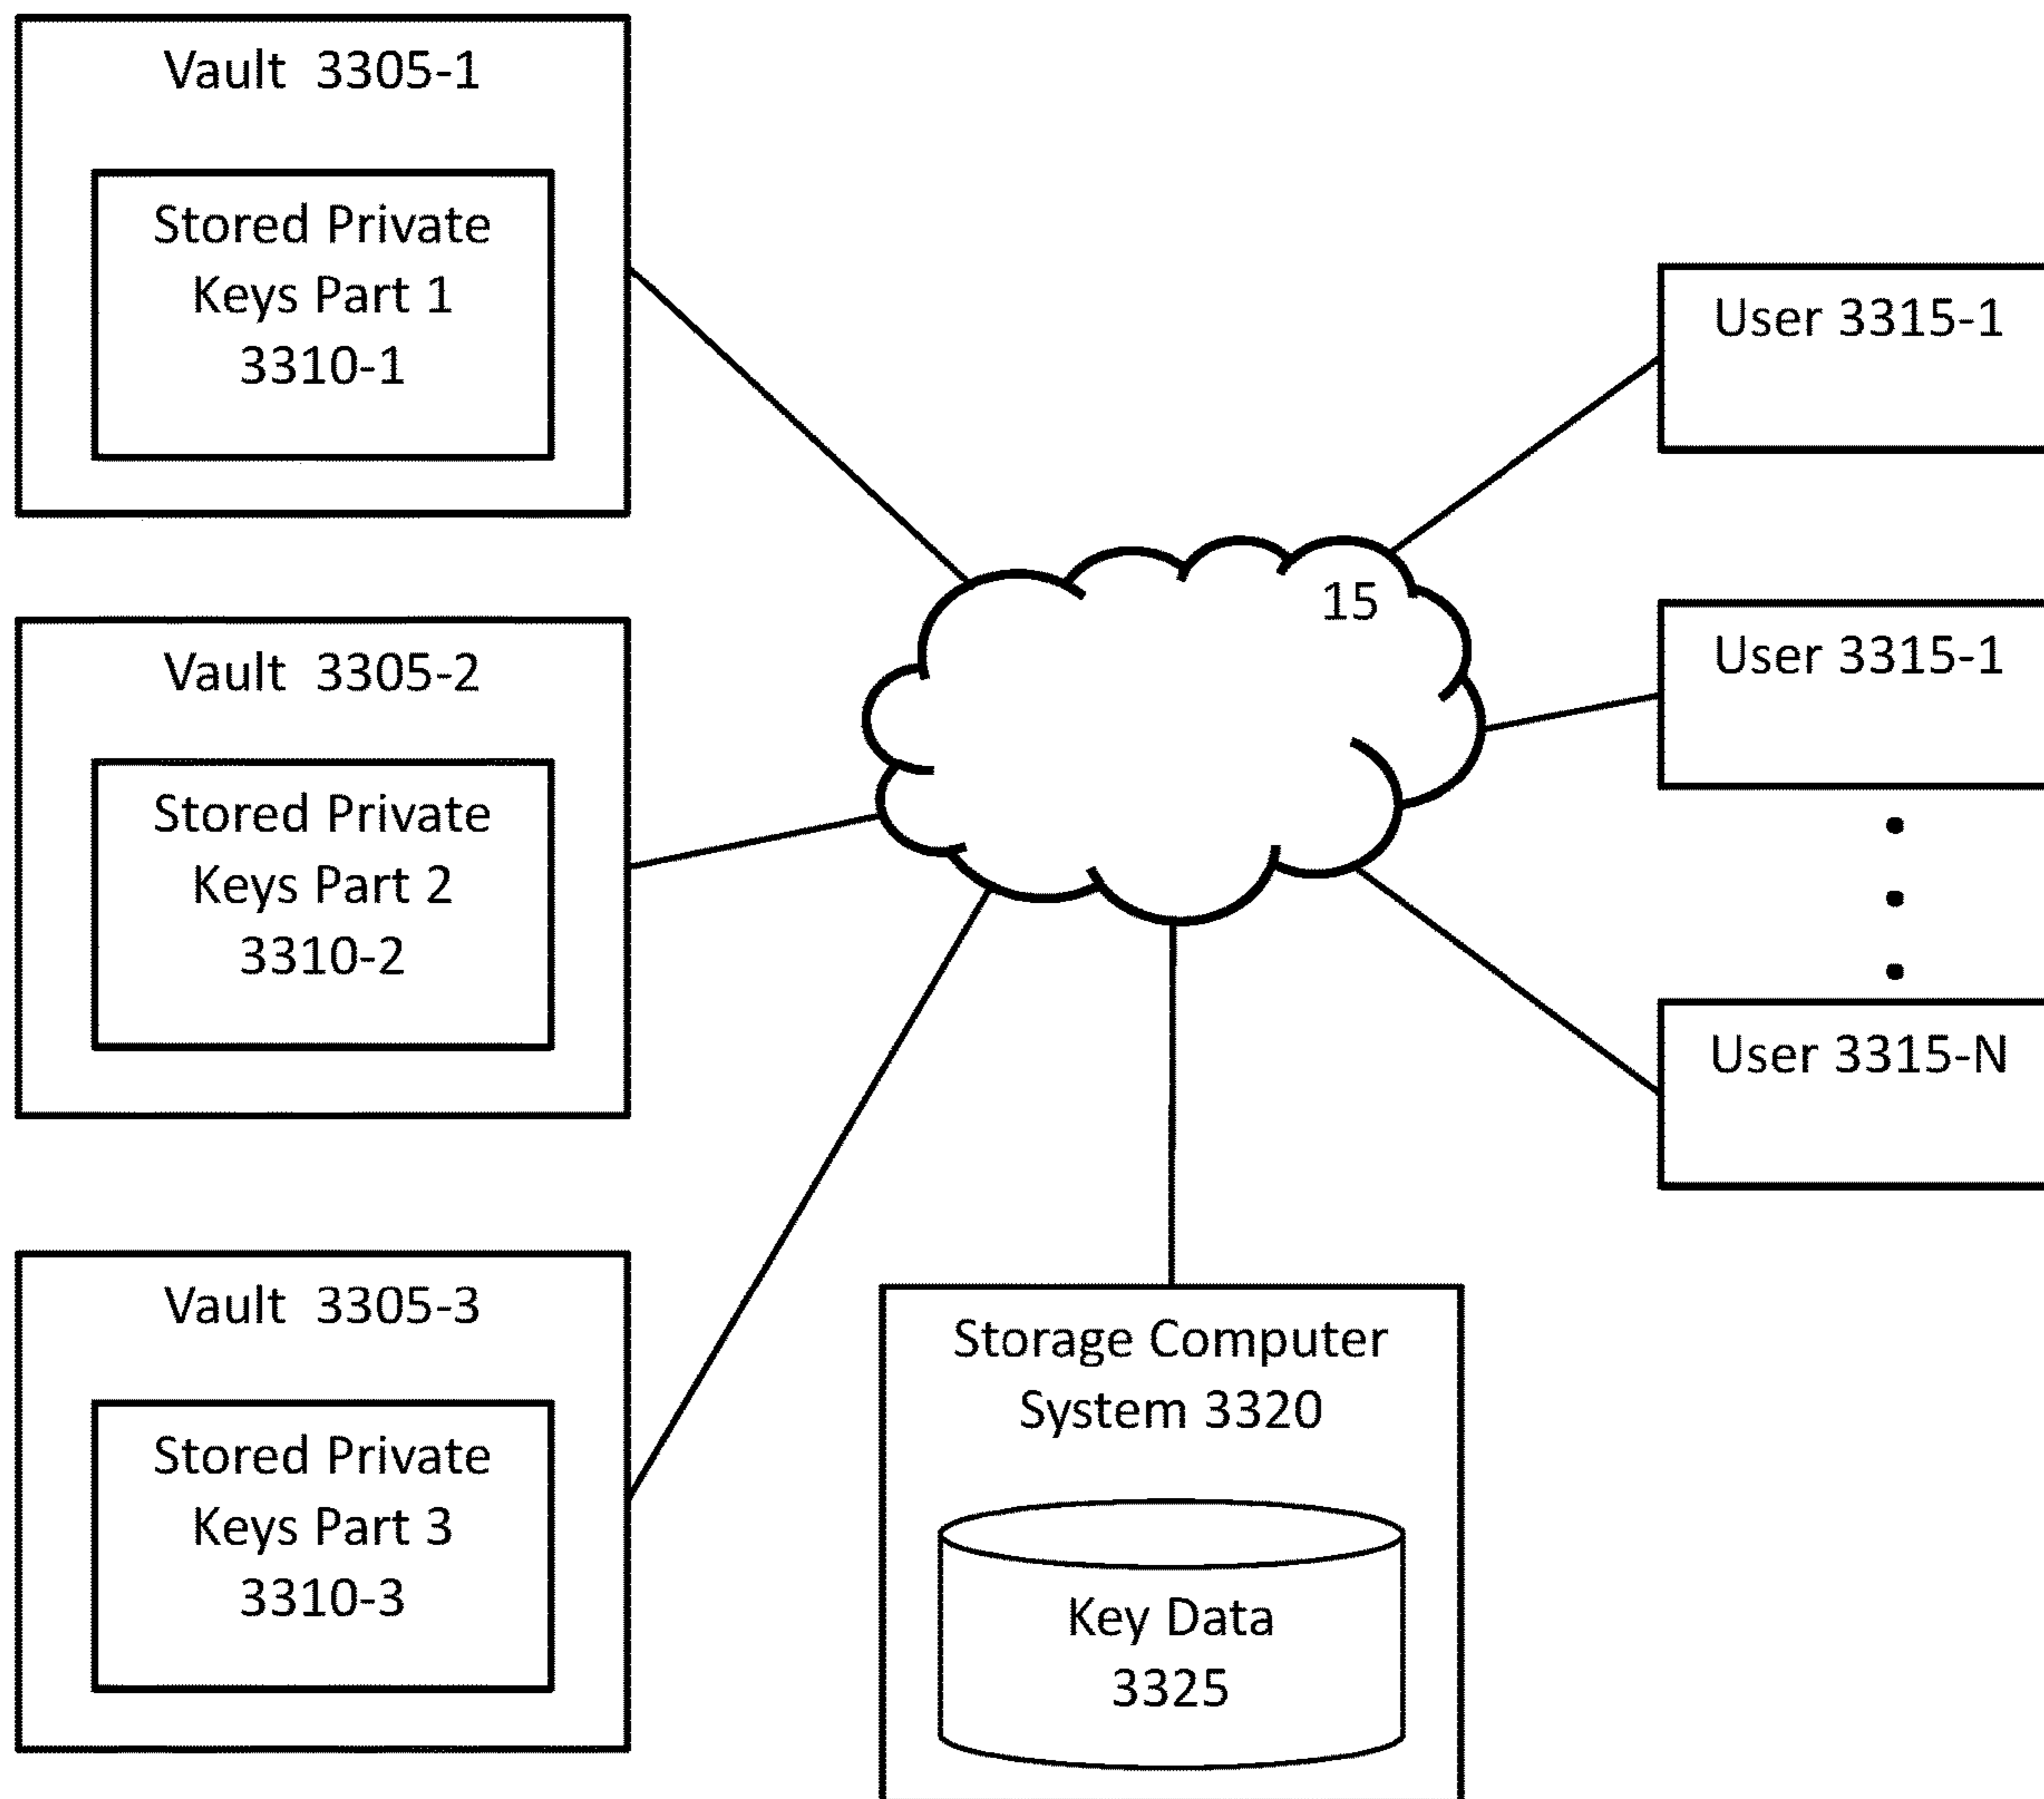 Vault 3305-1
Stored Private
Keys Part 1
3310-1
Vault 3305-2
Stored Private
Keys Part 2
3310-2
Vault 3305-3
Stored Private
Keys Part 3
3310-3
15
User 3315-1
User 3315-1
User 3315-N
Storage Computer
System 3320
Key Data
3325